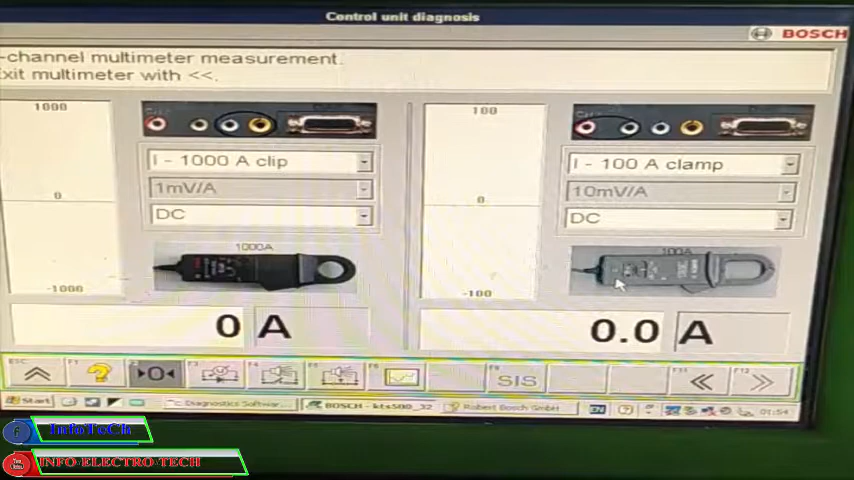 Control unit diagnosis
BOSCH
-channel multimeter measurement.
xit multimeter with <<.
1000
0
-1000
I - 1000 A clip
1mV/A
DC
1000A
0 A
100
0
-100
I - 100 A clamp
10mV/A
DC
100A
0.0 A
ESC F1 F2 F3 F4 F5 F6 F8 F11 F12
?
>0<
SIS
<< >>
Start
Diagnostics Softwar...
BOSCH - kts500_32
Robert Bosch GmbH
EN
01:54
InfoTeCh
INFO ELECTRO TECH